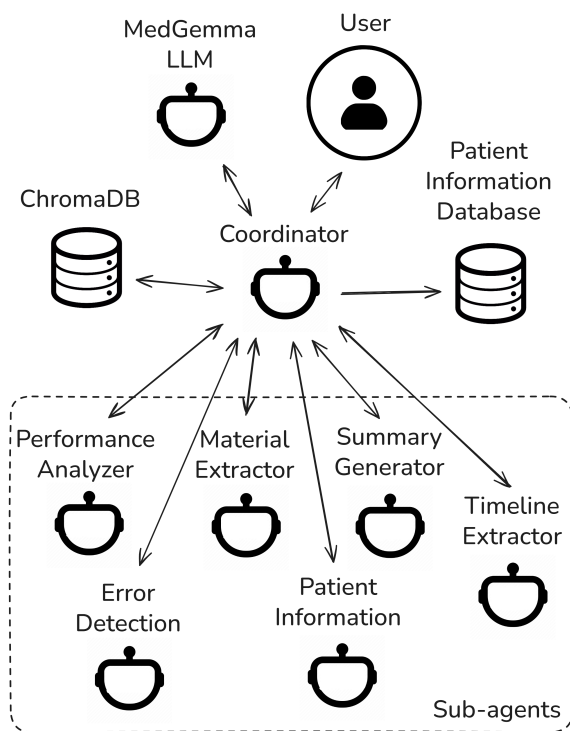 MedGemma
LLM
User
Patient
Information
Database
ChromaDB
Coordinator
Performance
Analyzer
Material
Extractor
Summary
Generator
Timeline
Extractor
Error
Detection
Patient
Information
Sub-agents